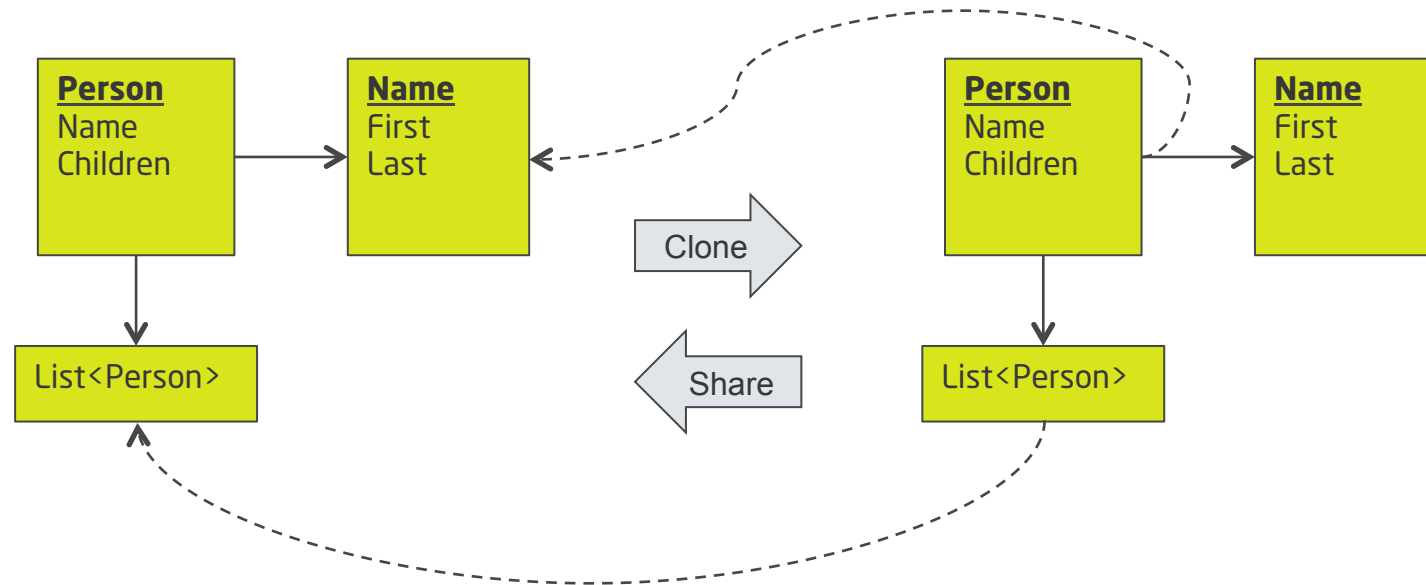 Person
Name
Children
Name
First
Last
Person
Name
Children
Name
First
Last
Clone
Share
List<Person>
List<Person>